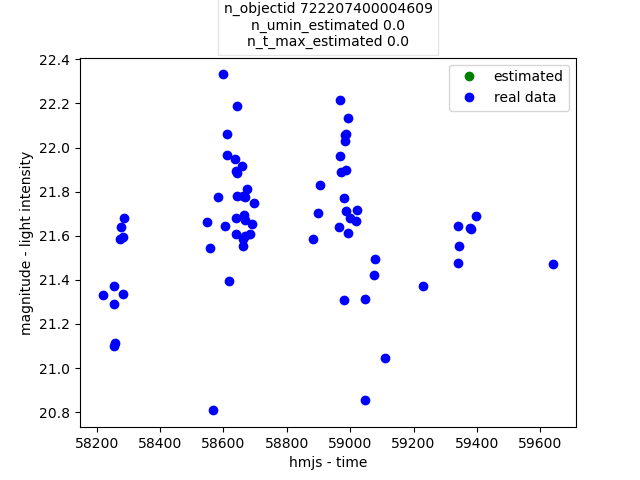 n_objectid 722207400004609
n_umin_estimated 0.0
n_t_max_estimated 0.0
22.4
22.2
22.0
21.8
21.6
21.4
21.2
21.0
20.8
magnitude - light intensity
estimated
real data
58200 58400 58600 58800 59000 59200 59400 59600
hmjs - time